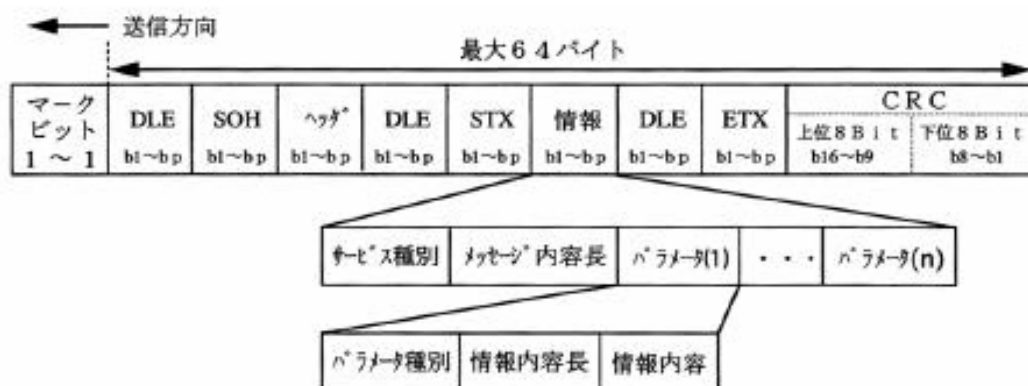 送信方向
最大64バイト
マーク ビット 1～1
DLE b1～bp
SOH b1～bp
ヘッダ b1～bp
DLE b1～bp
STX b1～bp
情報 b1～bp
DLE b1～bp
ETX b1～bp
CRC
上位8Bit b16～b9
下位8Bit b8～b1
サービス種別 メッセージ内容長 パラメータ(1) ・・・ パラメータ(n)
パラメータ種別 情報内容長 情報内容